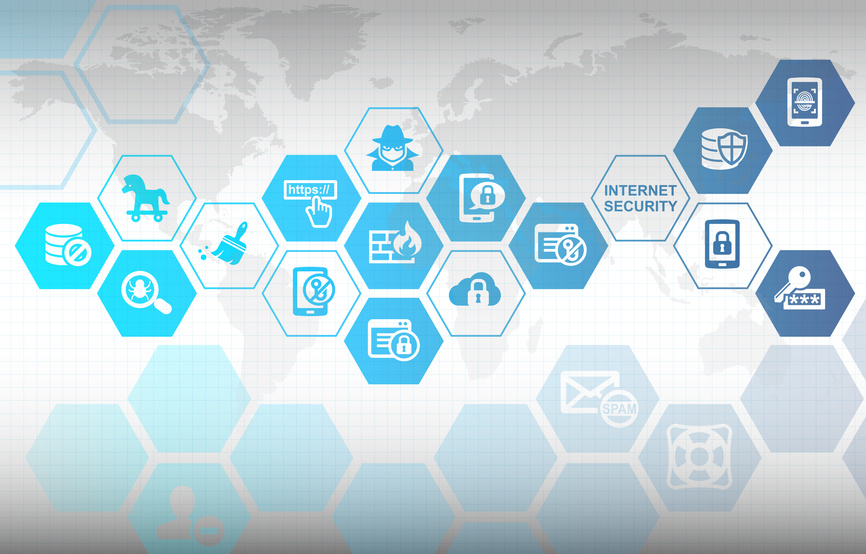 https://
INTERNET
SECURITY
***
SPAM